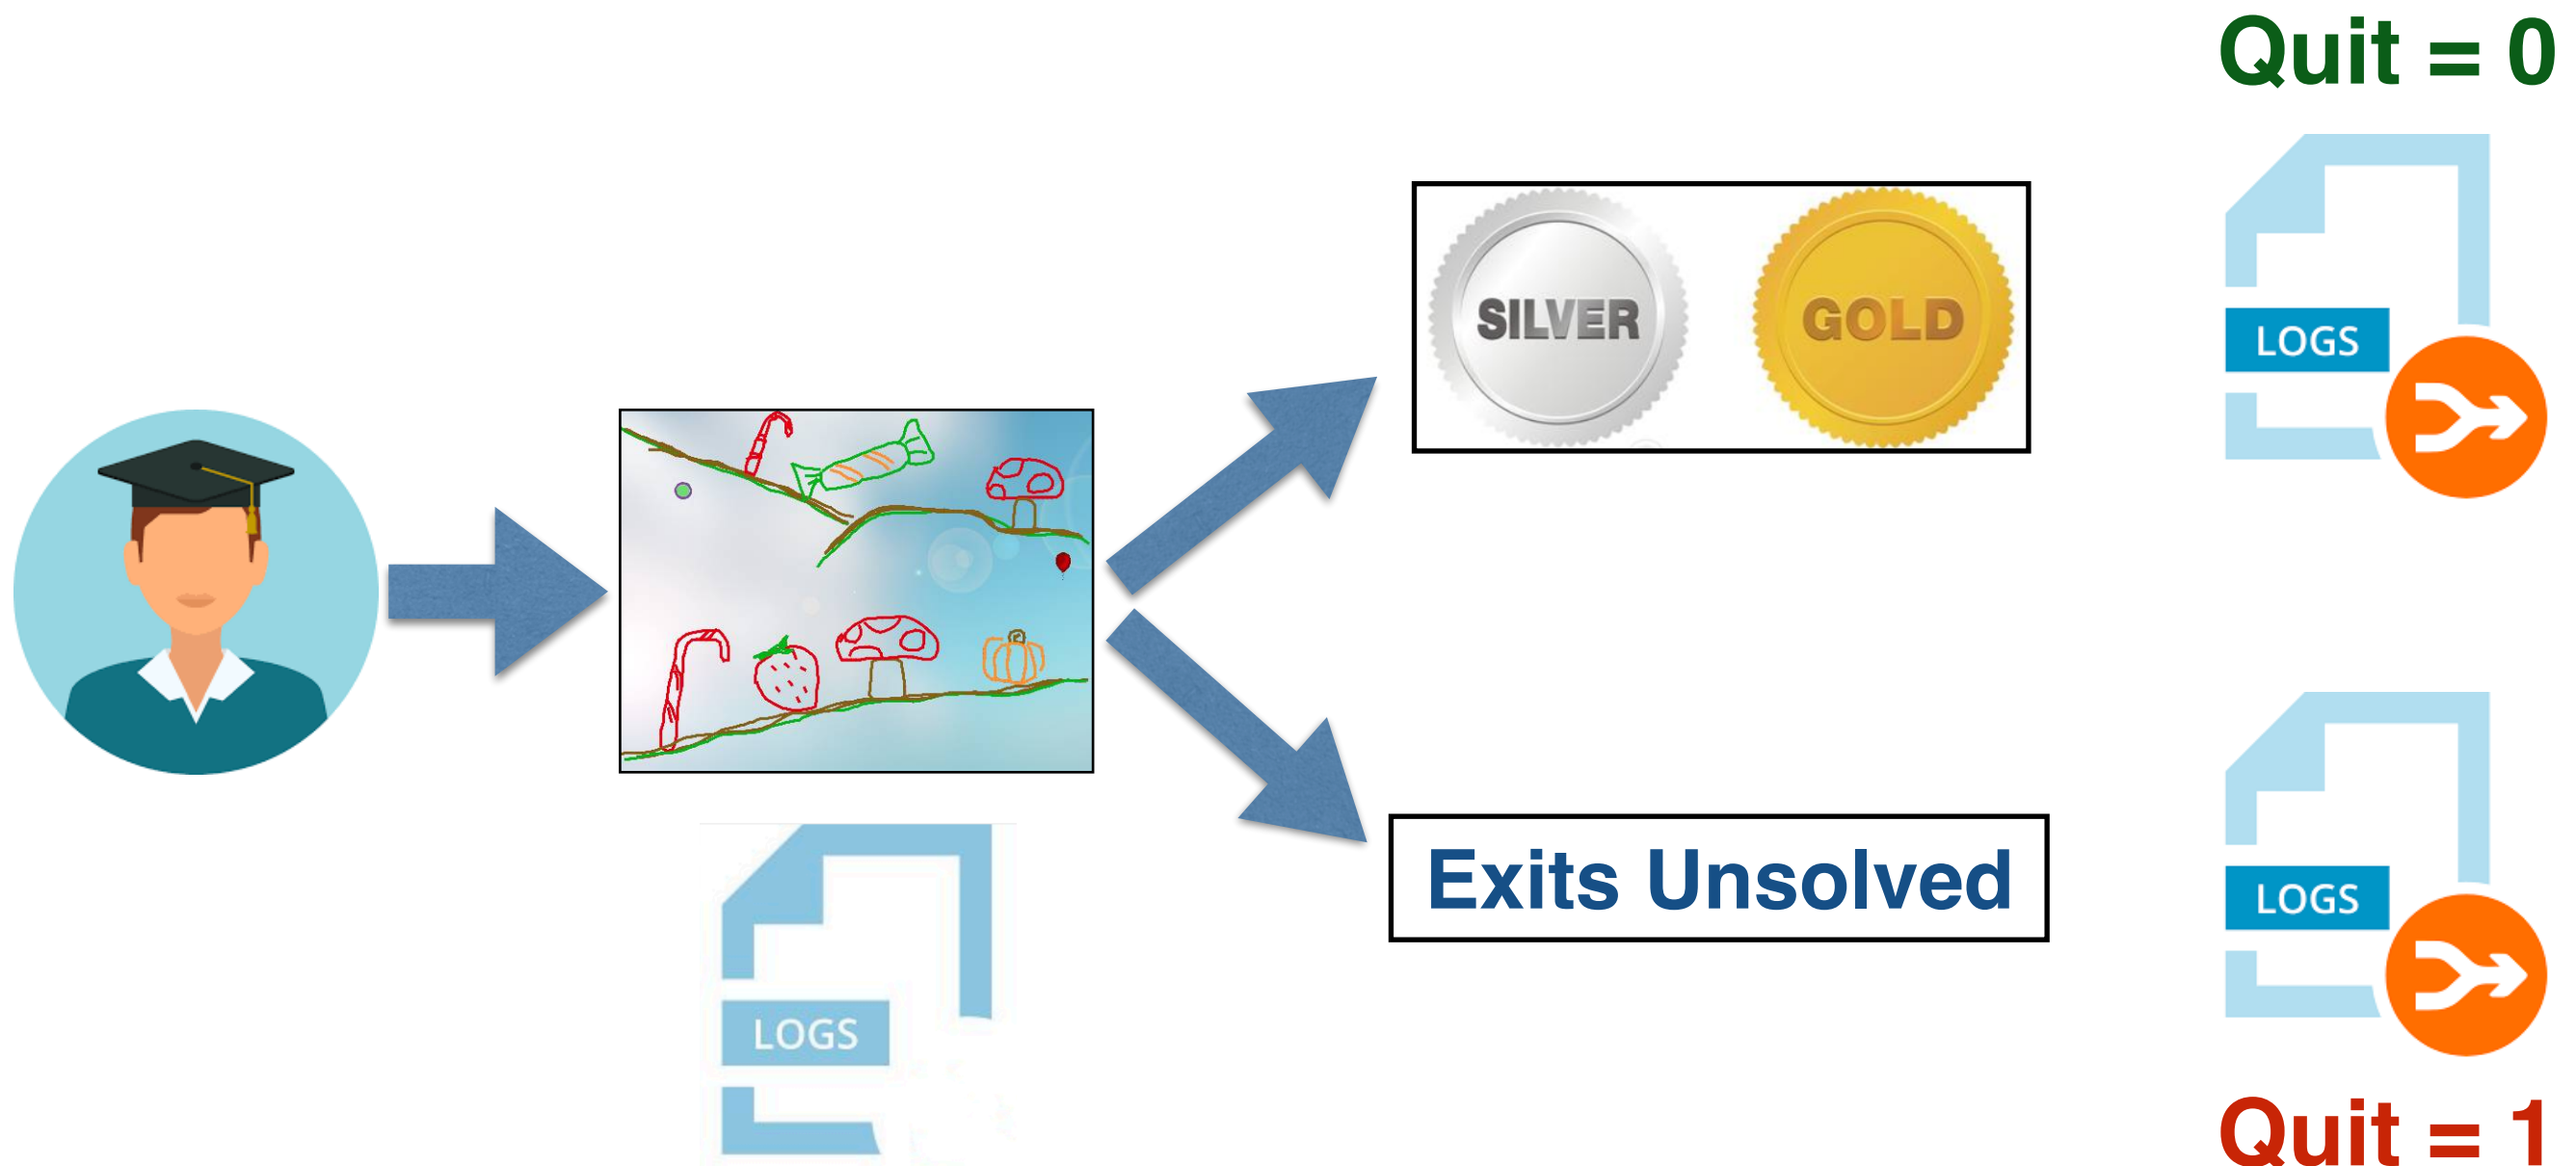 Quit = 0
SILVER
GOLD
LOGS
Exits Unsolved
LOGS
LOGS
Quit = 1